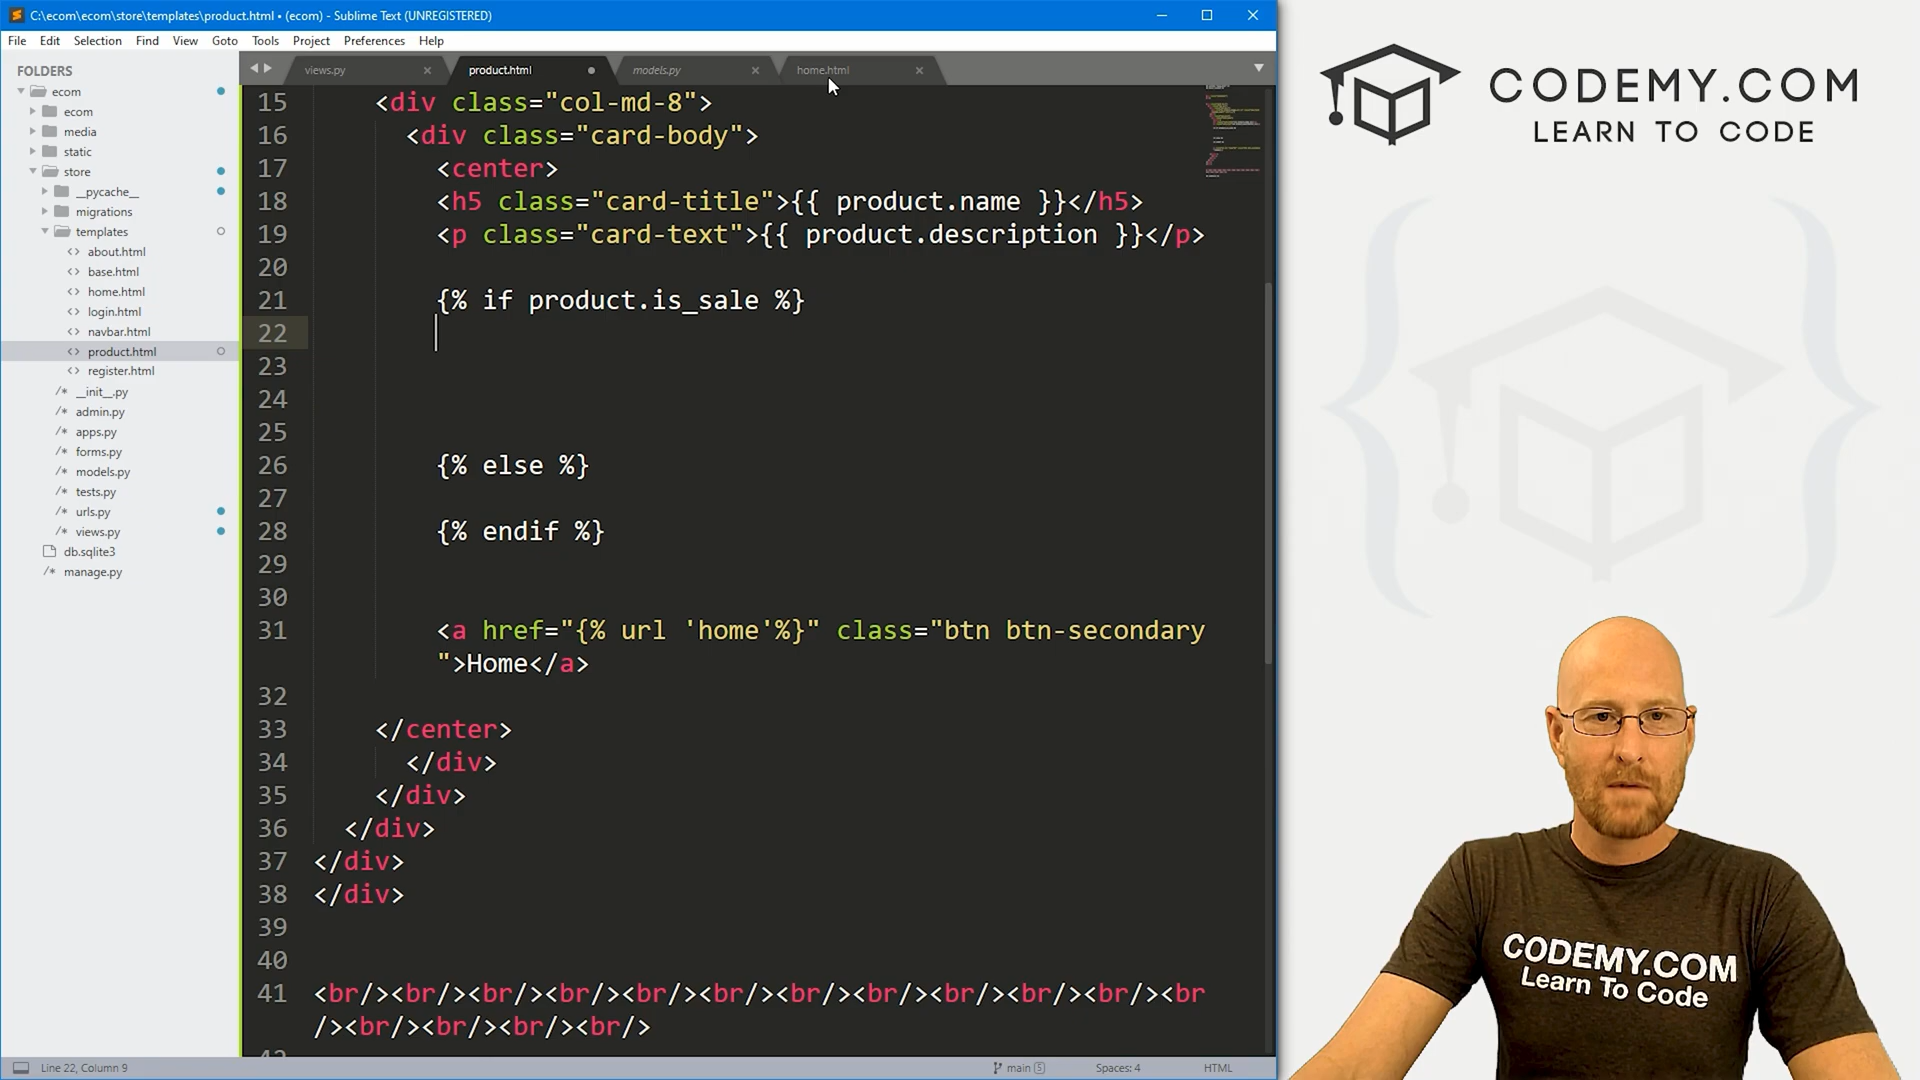 C:\ecom\ecom\store\templates\product.html • (ecom) - Sublime Text (UNREGISTERED)
File Edit Selection Find View Goto Tools Project Preferences Help
FOLDERS
ecom
ecom
media
static
store
__pycache__
migrations
templates
<> about.html
<> base.html
<> home.html
<> login.html
<> navbar.html
<> product.html
<> register.html
/* __init__.py
/* admin.py
/* apps.py
/* forms.py
/* models.py
/* tests.py
/* urls.py
/* views.py
db.sqlite3
/* manage.py
views.py product.html models.py home.html
15 <div class="col-md-8">
16 <div class="card-body">
17 <center>
18 <h5 class="card-title">{{ product.name }}</h5>
19 <p class="card-text">{{ product.description }}</p>
20
21 {% if product.is_sale %}
22
23
24
25
26 {% else %}
27
28 {% endif %}
29
30
31 <a href="{% url 'home'%}" class="btn btn-secondary
">Home</a>
32
33 </center>
34 </div>
35 </div>
36 </div>
37 </div>
38 </div>
39
40
41 <br/><br/><br/><br/><br/><br/><br/><br/><br/><br/><br/><br
/><br/><br/><br/><br/>
Line 22, Column 9
main 5
Spaces: 4
HTML
CODEMY.COM
LEARN TO CODE
CODEMY.COM
Learn To Code